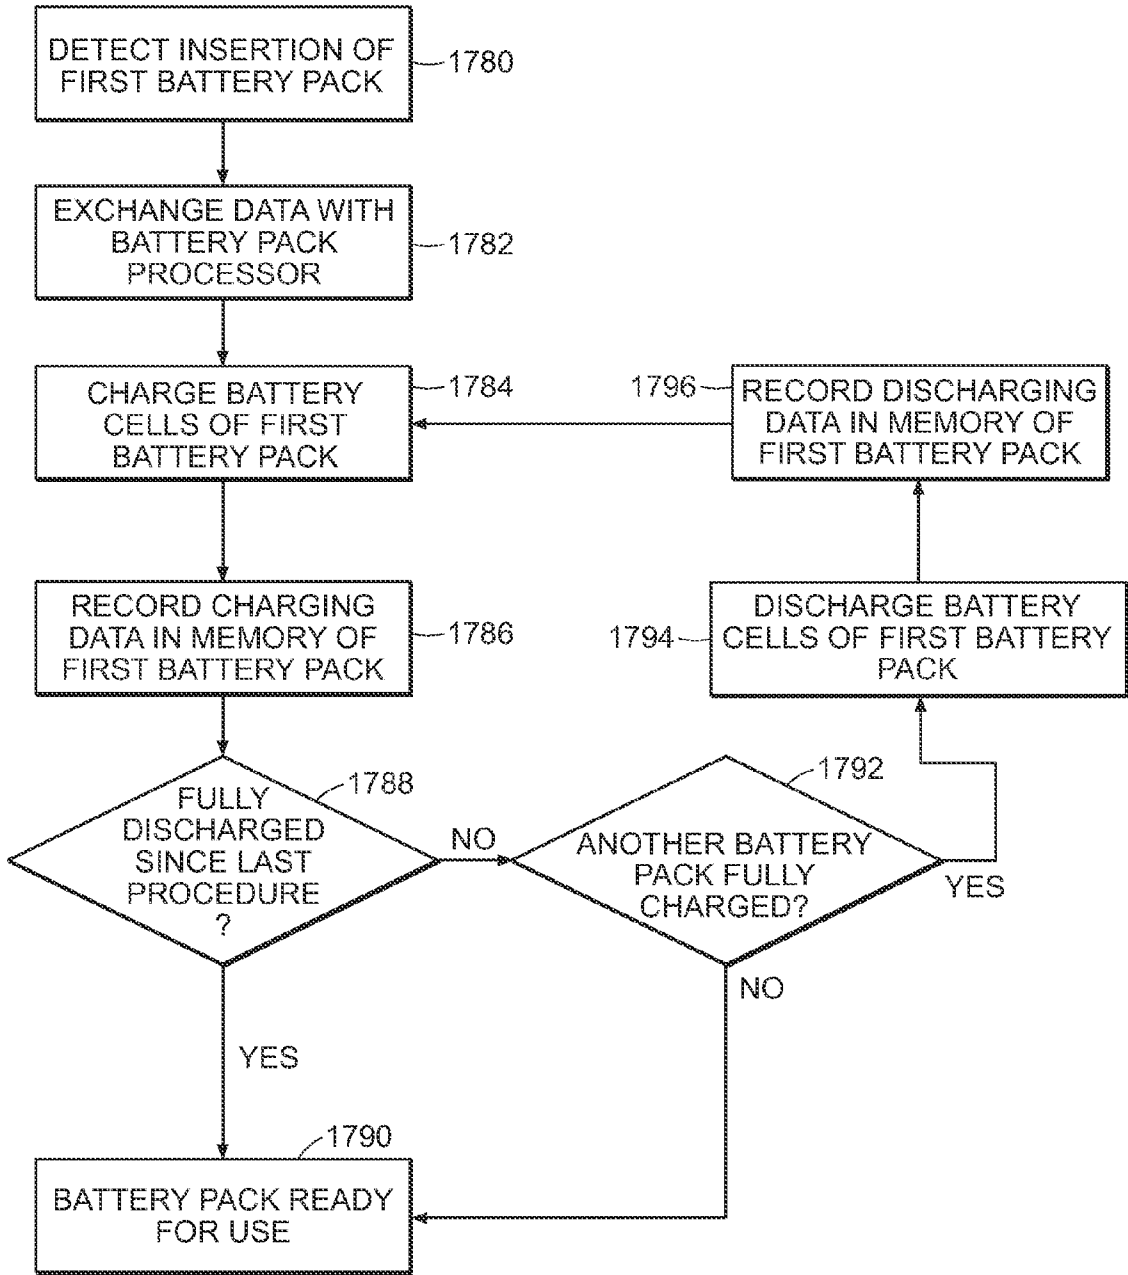 DETECT INSERTION OF
FIRST BATTERY PACK
1780
EXCHANGE DATA WITH
BATTERY PACK
PROCESSOR
1782
CHARGE BATTERY
CELLS OF FIRST
BATTERY PACK
1784
1796
RECORD DISCHARGING
DATA IN MEMORY OF
FIRST BATTERY PACK
RECORD CHARGING
DATA IN MEMORY OF
FIRST BATTERY PACK
1786
1794
DISCHARGE BATTERY
CELLS OF FIRST BATTERY
PACK
1788
FULLY
DISCHARGED
SINCE LAST
PROCEDURE
?
NO
1792
ANOTHER BATTERY
PACK FULLY
CHARGED?
YES
NO
YES
1790
BATTERY PACK READY
FOR USE